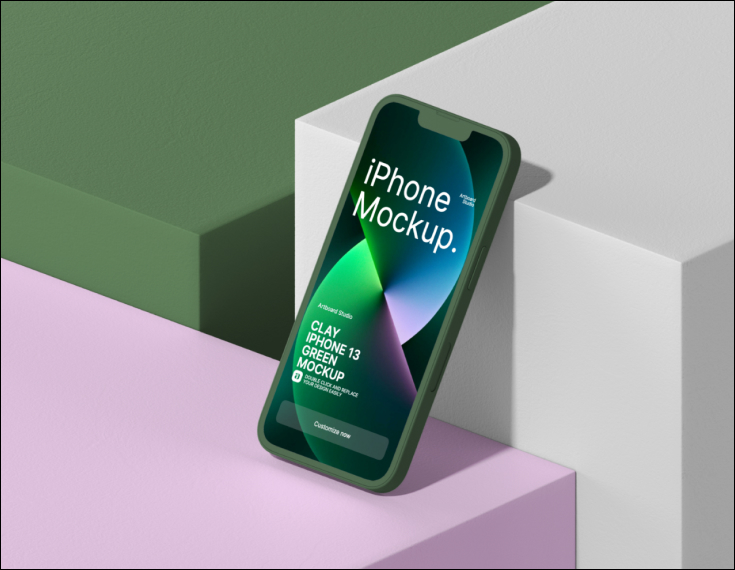 iPhone
Mockup.
Artboard
Studio
Artboard Studio
CLAY
IPHONE 13
GREEN
MOCKUP
DOUBLE CLICK AND REPLACE
YOUR DESIGN EASILY
Customize now